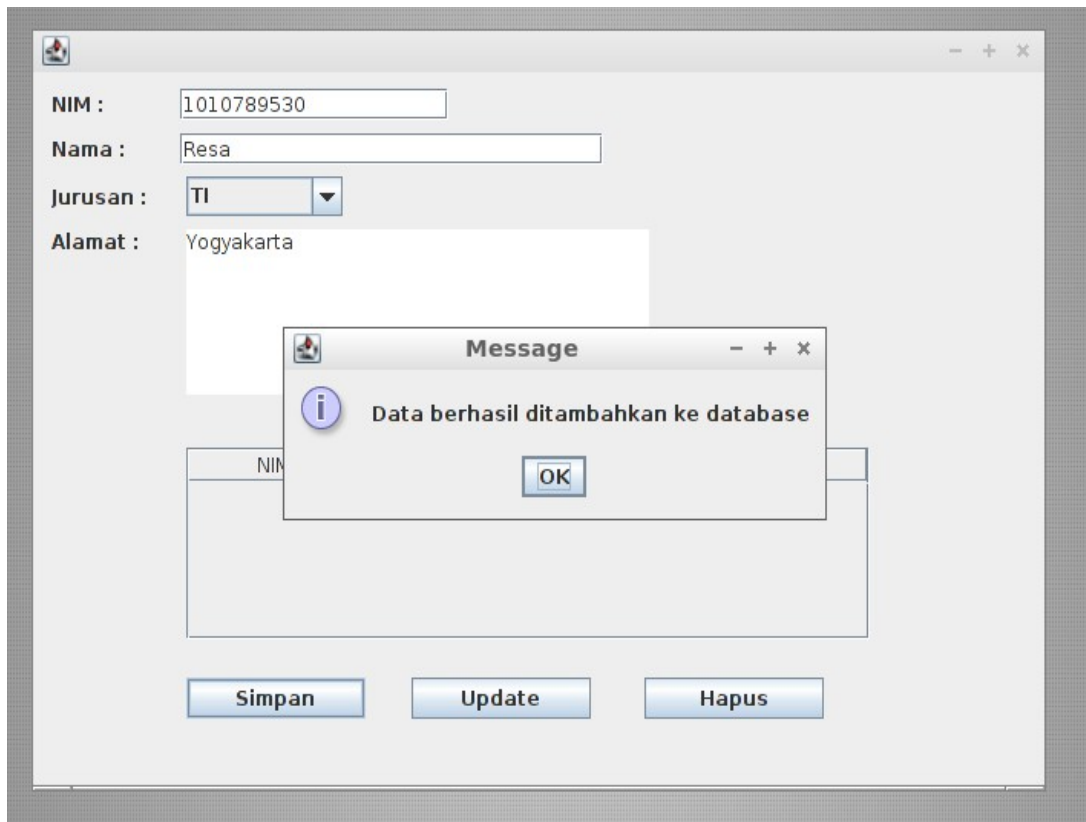 NIM :
1010789530
Nama :
Resa
Jurusan :
TI
Alamat :
Yogyakarta
Message
Data berhasil ditambahkan ke database
OK
Simpan
Update
Hapus